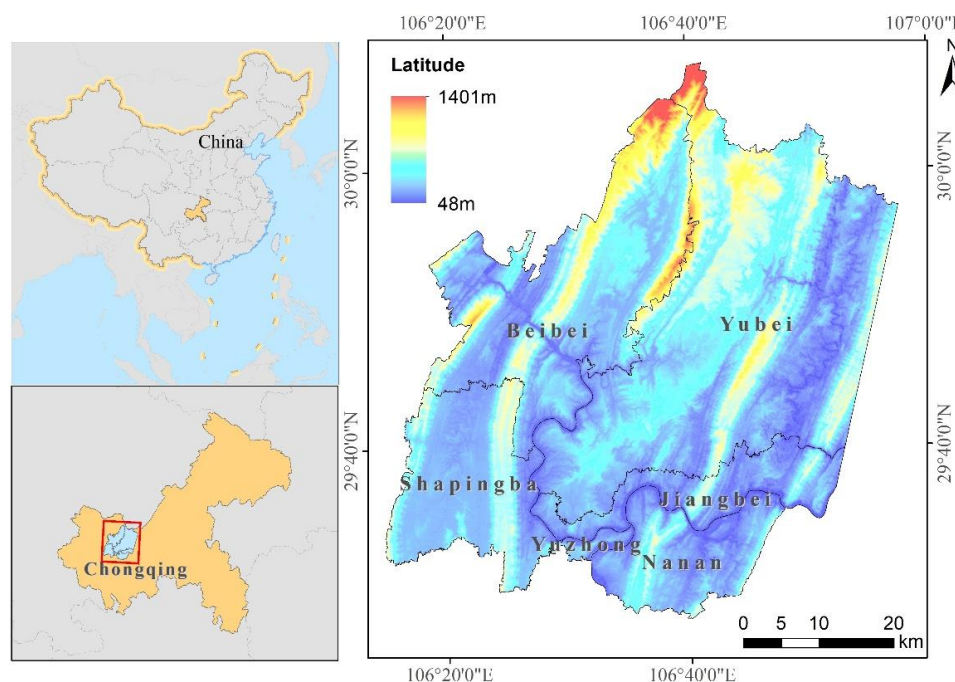 China
Chongqing
106°20'0"E
106°40'0"E
107°0'0"E
N
Latitude
1401m
48m
30°0'0"N
30°0'0"N
Beibei
Yubei
29°40'0"N
29°40'0"N
Shapingba
Jiangbei
Yuzhong
Nanan
0 5 10 20
km
106°20'0"E
106°40'0"E